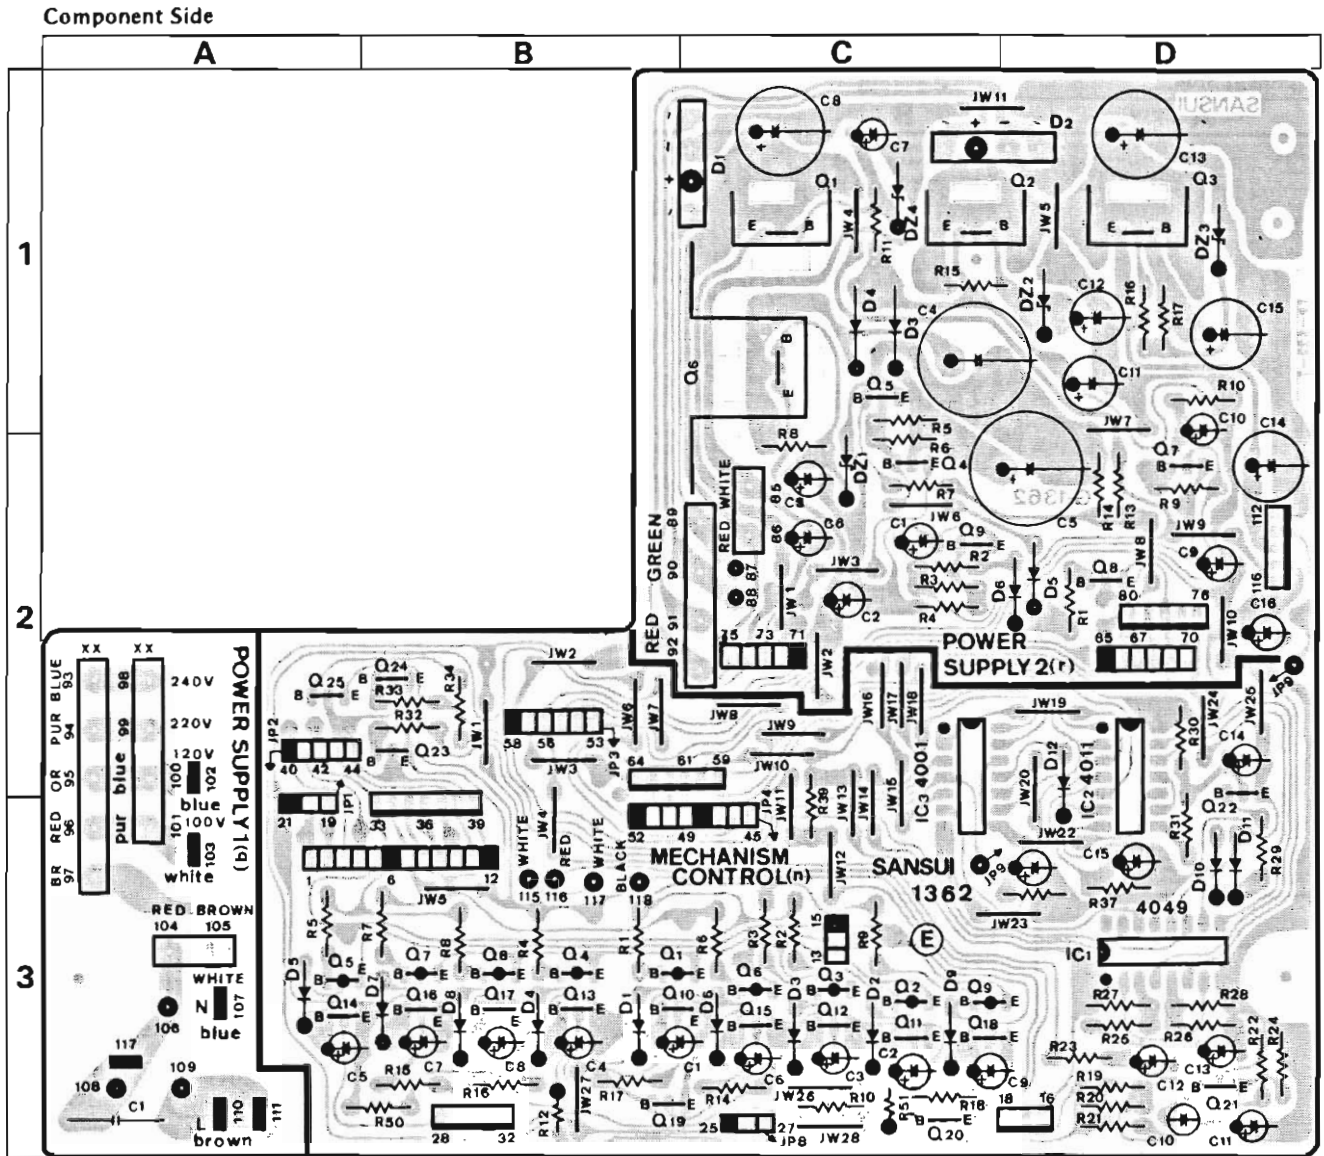 Component Side
A B C D
1
2
3
C8
JW11
SANSUI
+ -
D2
C7
C13
D1
Q1
Q2
Q3
JW4
R11
DZ4
JW5
DZ3
E B
E B
E B
R15
D4
D3
C4
DZ2
C12
R16
R17
C15
Q6
B
E
Q5
B E
C11
R10
R5
JW7
C10
C14
R8
R6
DZ1
B E Q4
Q7
B E
R7
R14
R13
R9
1362
RED WHITE
85
86
C6
C1
JW6
Q9
B E
C5
JW8
JW9
112
116
GREEN
89
90
RED
91
92
87
88
JW3
JW1
R2
R3
R4
C2
D6
D5
R1
Q8
B E
C9
80 76
JW10
C16
75 73 71
JW2
POWER
SUPPLY2(r)
65 67 70
JP9
XX XX
BLUE
93
PUR
94
OR
95
RED
96
BR
97
98
99
240V
220V
120V
100 102
blue
100V
101
103
white
pur blue
POWER SUPPLY 1(q)
Q24
B E
Q25
B E
R33
R32
R34
JW2
JW1
JP2
Q23
B E
40 42 44
58 56 53
JP3
JW3
JW6
JW7
JW8
JW9
JW10
JW16
JW17
JW18
JW19
JW24
JW25
R30
C14
64 61 59
JP1
21 19
33 36 39
JW4
WHITE
RED
WHITE
BLACK
52 49 45
JP4
JW11
R39
JW13
JW14
JW15
IC3 4001
JW20
D12
IC2 4011
B E
Q22
R31
D11
D10
R29
JW22
MECHANISM
CONTROL(n)
JW12
SANSUI
1362
JP9
C15
R37
4049
1 6 12
JW5
115 116 117 118
JW23
RED BROWN
104 105
R5
R7
R8
R4
R1
R6
R3
R2
15
13
R9
E
IC1
WHITE
N 107
blue
106
D5
Q5
B E
Q14
B E
D7
Q7
B E
Q16
B E
D8
Q8
B E
Q17
B E
D4
Q4
B E
Q13
B E
D1
Q1
B E
Q10
B E
D6
Q6
B E
Q15
B E
D3
Q3
B E
Q12
B E
D2
Q2
B E
Q11
B E
D9
Q9
B E
Q18
B E
R27
R28
R25
R26
R22
R24
R23
117
108
109
C1
L 110
111
brown
C5
R15
C7
R16
C8
C4
R17
C1
C6
R14
C3
C2
C9
R19
R20
R21
C12
C13
B E
Q21
C10
C11
R50
28 32
R12
JW27
B E
Q19
25 27
JP8
JW26
R10
JW28
R51
R18
B E
Q20
18 16